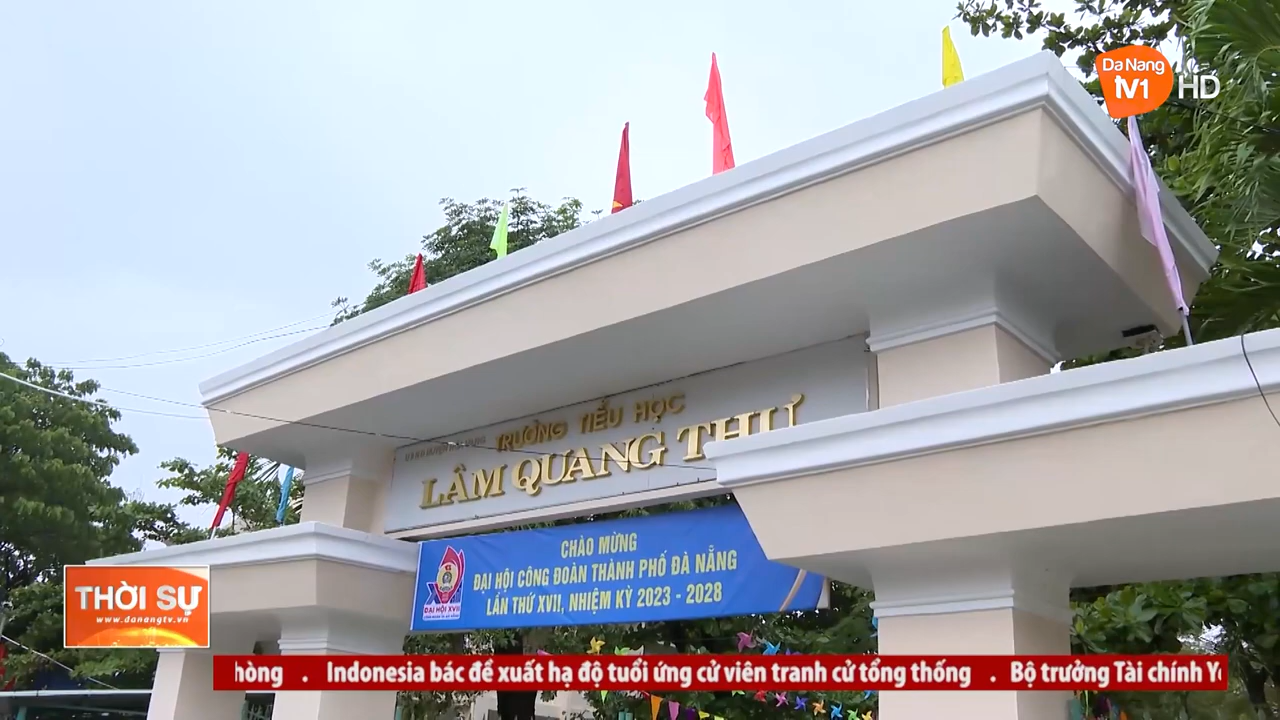 Da Nang
TV1
HD
TRƯỜNG TIỂU HỌC
LÂM QUANG THỰ
CHÀO MỪNG
ĐẠI HỘI CÔNG ĐOÀN THÀNH PHỐ ĐÀ NẴNG
LẦN THỨ XVII, NHIỆM KỲ 2023 - 2028
ĐẠI HỘI XVII
THỜI SỰ
www.danangtv.vn
hòng . Indonesia bác đề xuất hạ độ tuổi ứng cử viên tranh cử tổng thống . Bộ trưởng Tài chính Y